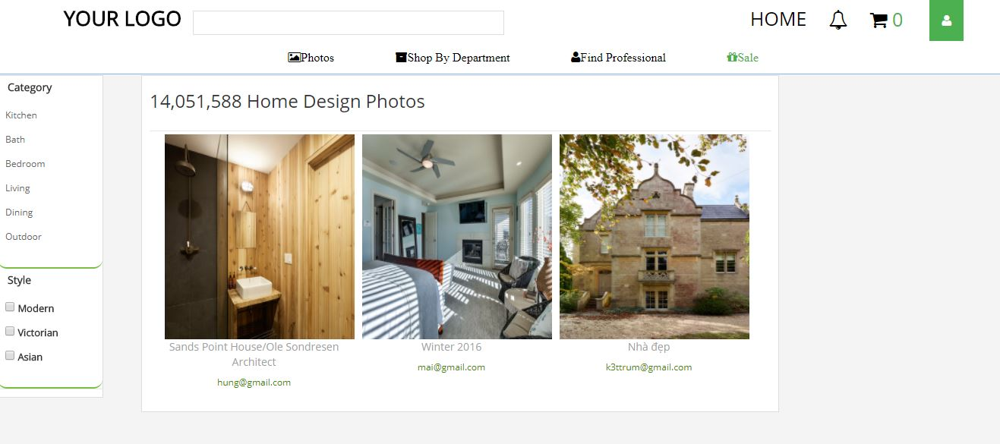 YOUR LOGO
HOME
0
Photos
Shop By Department
Find Professional
Sale
Category
Kitchen
Bath
Bedroom
Living
Dining
Outdoor
Style
Modern
Victorian
Asian
14,051,588 Home Design Photos
Sands Point House/Ole Sondresen
Architect
hung@gmail.com
Winter 2016
mai@gmail.com
Nhà đẹp
k3ttrum@gmail.com